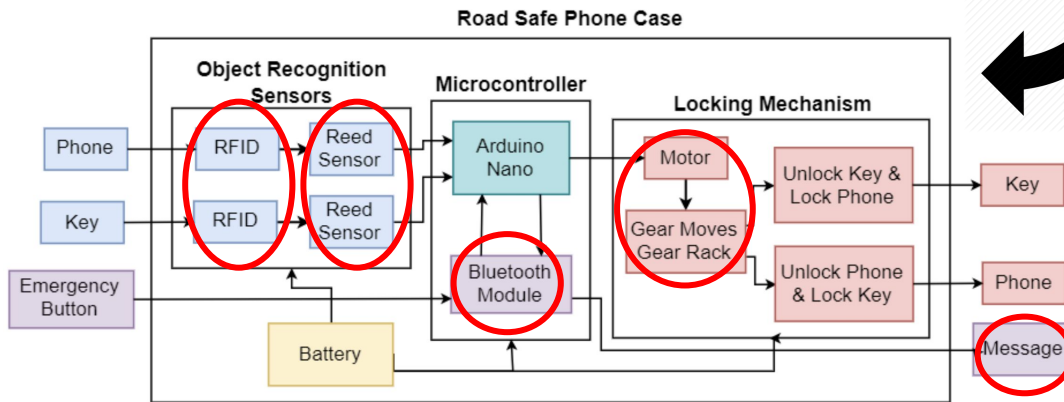 Road Safe Phone Case
Object Recognition
Sensors
Microcontroller
Locking Mechanism
Phone
RFID
Reed
Sensor
Arduino
Nano
Motor
Unlock Key &
Lock Phone
Key
Key
RFID
Reed
Sensor
Gear Moves
Gear Rack
Emergency
Button
Bluetooth
Module
Unlock Phone
& Lock Key
Phone
Battery
Message